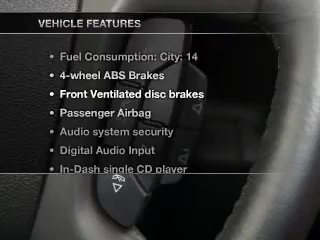 VEHICLE FEATURES
• Fuel Consumption: City: 14
• 4-wheel ABS Brakes
• Front Ventilated disc brakes
• Passenger Airbag
• Audio system security
• Digital Audio Input
• In-Dash single CD player